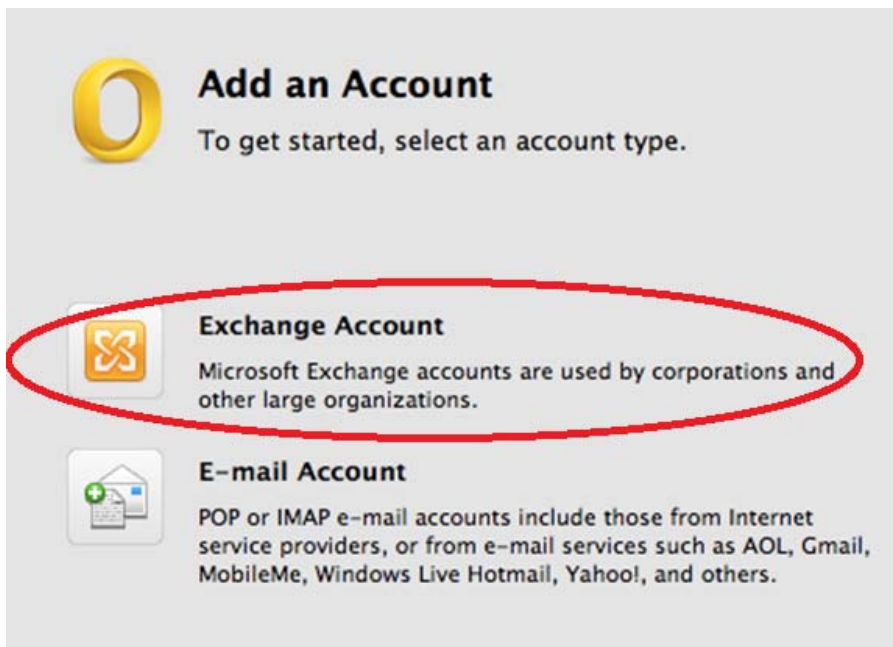 Add an Account
To get started, select an account type.
Exchange Account
Microsoft Exchange accounts are used by corporations and
other large organizations.
E-mail Account
POP or IMAP e-mail accounts include those from Internet
service providers, or from e-mail services such as AOL, Gmail,
MobileMe, Windows Live Hotmail, Yahoo!, and others.